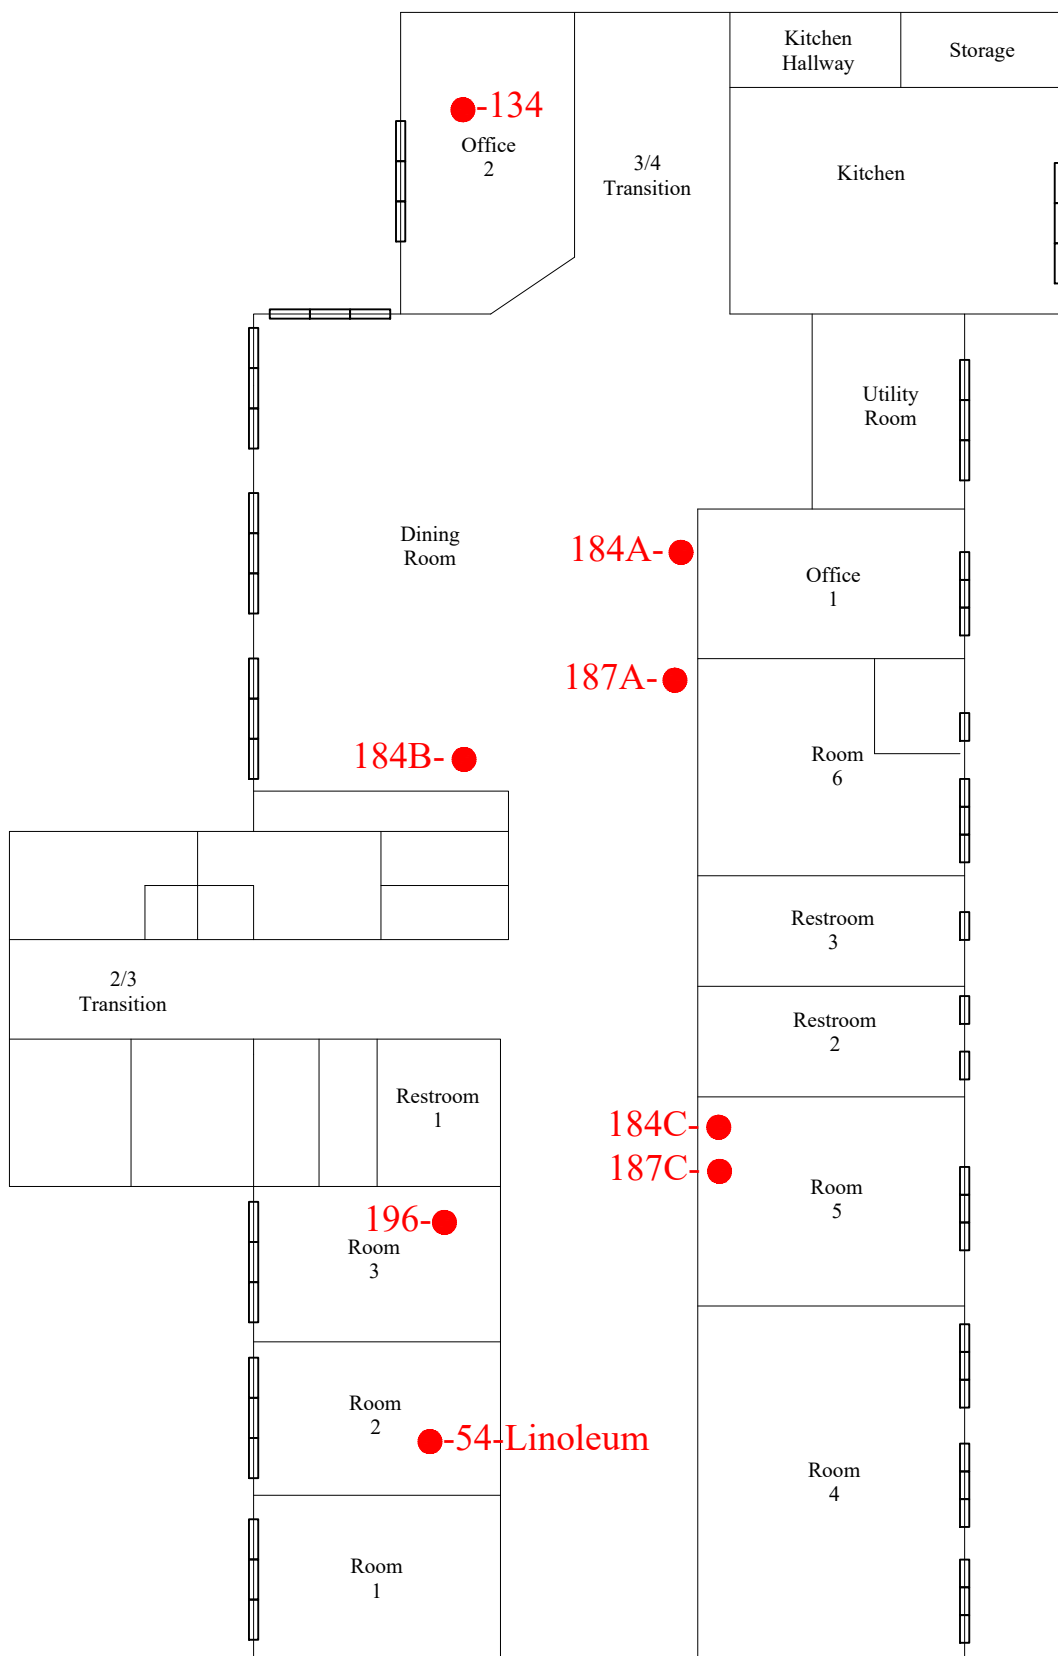 Kitchen
Hallway
Storage
-134
Office
2
3/4
Transition
Kitchen
Utility
Room
Dining
Room
184A-
Office
1
187A-
184B-
Room
6
Restroom
3
2/3
Transition
Restroom
2
Restroom
1
184C-
187C-
Room
5
196-
Room
3
Room
2
-54-Linoleum
Room
4
Room
1